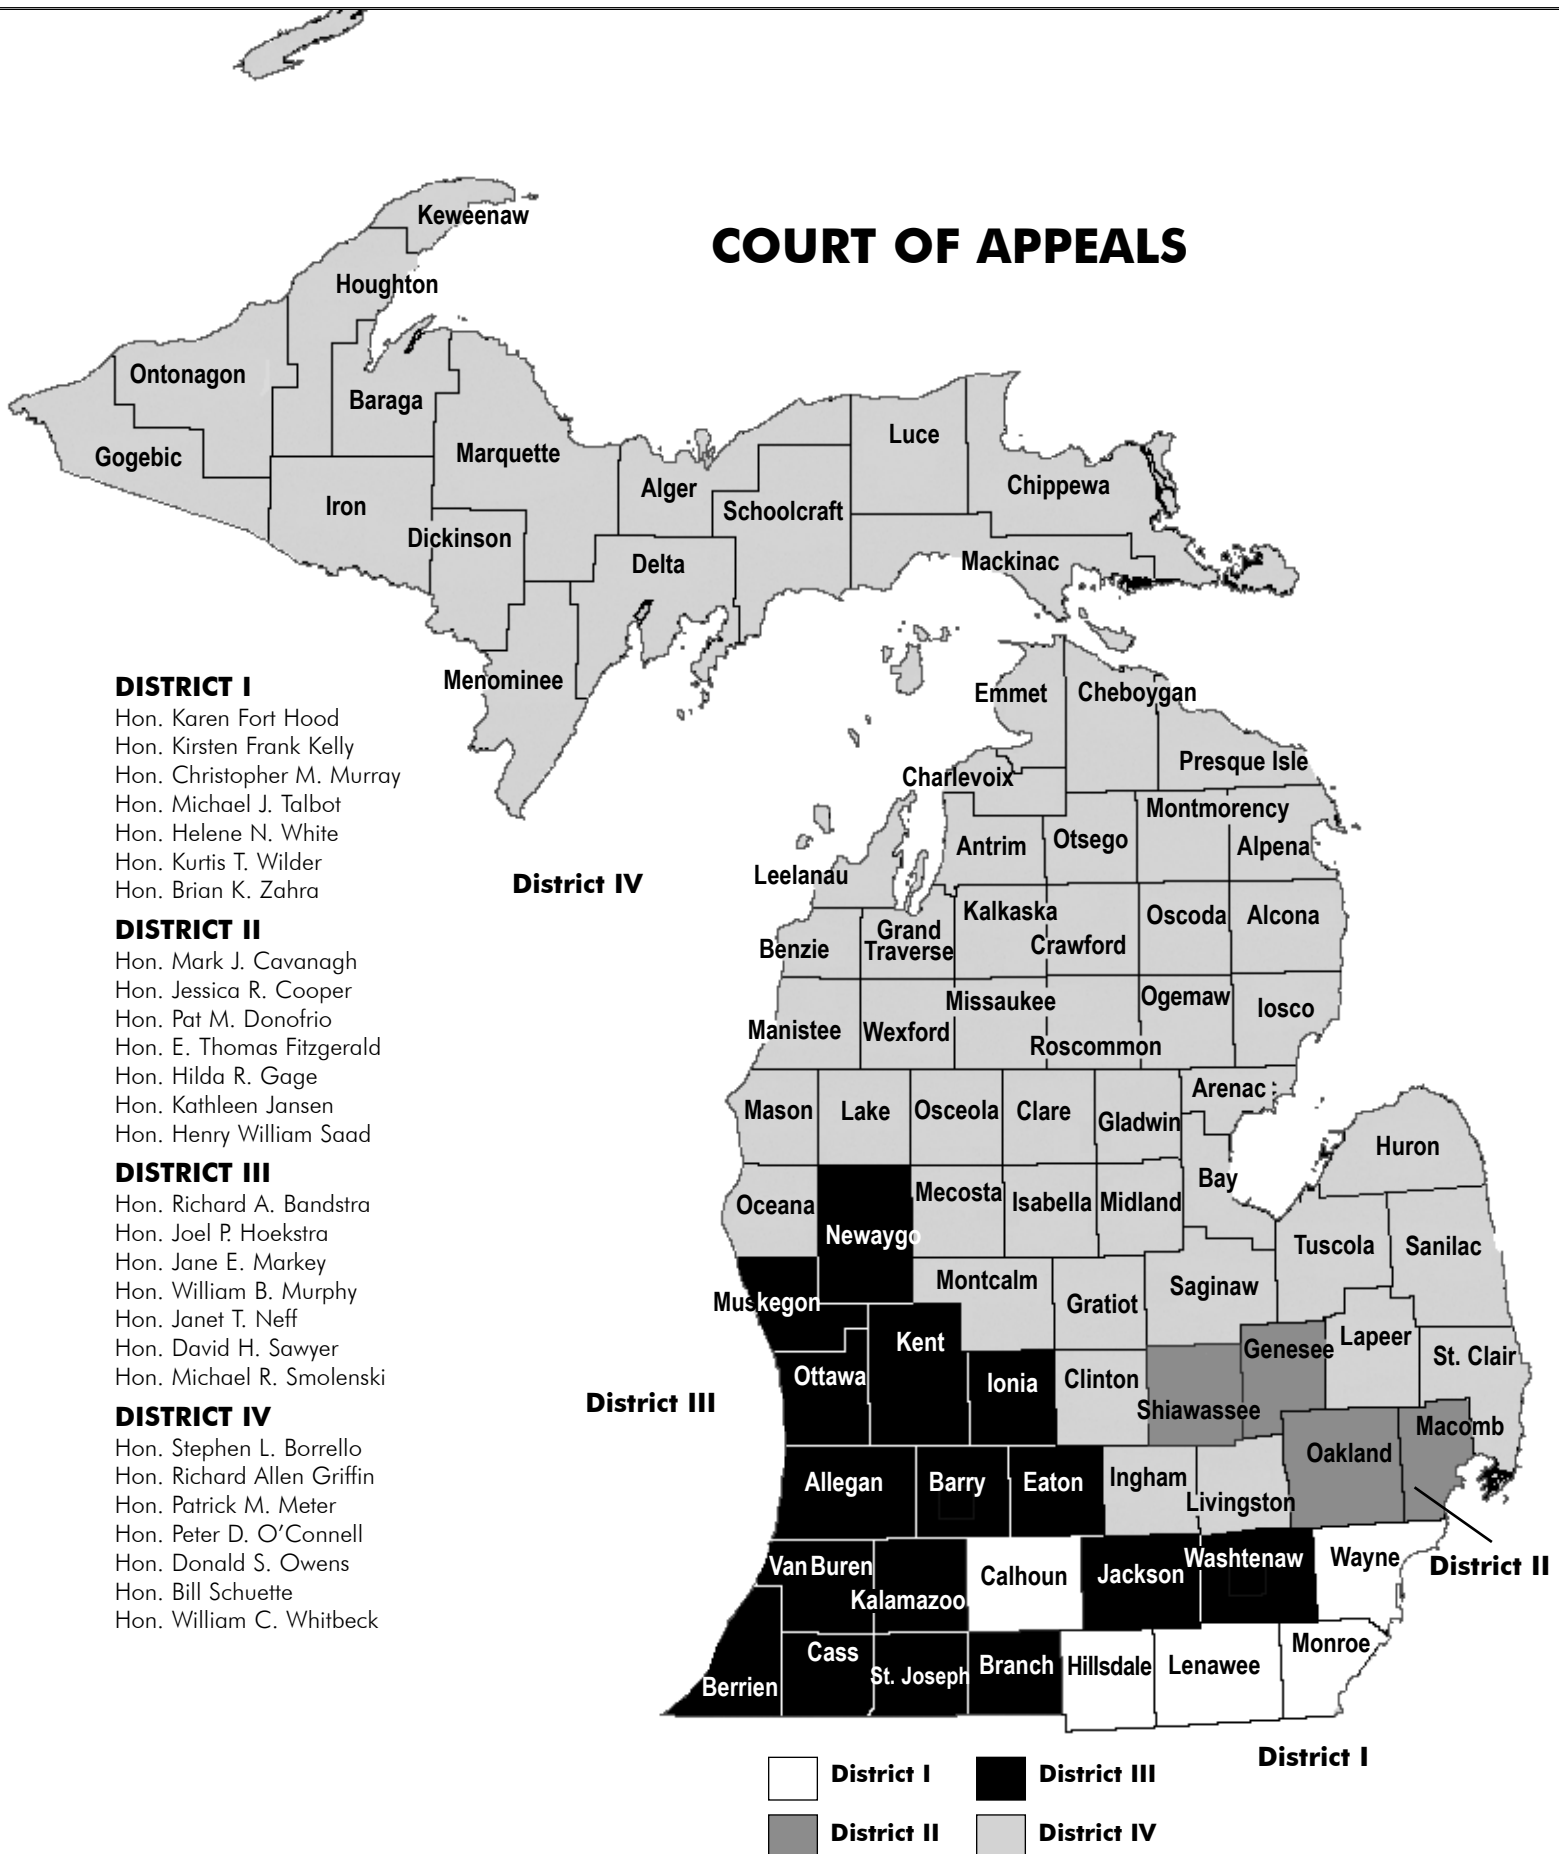 COURT OF APPEALS
Keweenaw
Houghton
Ontonagon
Baraga
Gogebic
Marquette
Luce
Alger
Chippewa
Iron
Schoolcraft
Dickinson
Delta
Mackinac
Menominee
Emmet
Cheboygan
Presque Isle
Charlevoix
Montmorency
Antrim
Otsego
Alpena
Leelanau
District IV
Kalkaska
Oscoda
Alcona
Grand
Traverse
Benzie
Crawford
Missaukee
Ogemaw
Iosco
Manistee
Wexford
Roscommon
Arenac
Mason
Lake
Osceola
Clare
Gladwin
Huron
Bay
Oceana
Mecosta
Isabella
Midland
Newaygo
Tuscola
Sanilac
Montcalm
Saginaw
Muskegon
Gratiot
Kent
Genesee
Lapeer
St. Clair
Ottawa
Ionia
Clinton
District III
Shiawassee
Macomb
Oakland
Allegan
Barry
Eaton
Ingham
Livingston
Van Buren
Kalamazoo
Calhoun
Jackson
Washtenaw
Wayne
District II
Cass
St. Joseph
Branch
Hillsdale
Lenawee
Monroe
Berrien
District I
DISTRICT I
Hon. Karen Fort Hood
Hon. Kirsten Frank Kelly
Hon. Christopher M. Murray
Hon. Michael J. Talbot
Hon. Helene N. White
Hon. Kurtis T. Wilder
Hon. Brian K. Zahra
DISTRICT II
Hon. Mark J. Cavanagh
Hon. Jessica R. Cooper
Hon. Pat M. Donofrio
Hon. E. Thomas Fitzgerald
Hon. Hilda R. Gage
Hon. Kathleen Jansen
Hon. Henry William Saad
DISTRICT III
Hon. Richard A. Bandstra
Hon. Joel P. Hoekstra
Hon. Jane E. Markey
Hon. William B. Murphy
Hon. Janet T. Neff
Hon. David H. Sawyer
Hon. Michael R. Smolenski
DISTRICT IV
Hon. Stephen L. Borrello
Hon. Richard Allen Griffin
Hon. Patrick M. Meter
Hon. Peter D. O’Connell
Hon. Donald S. Owens
Hon. Bill Schuette
Hon. William C. Whitbeck
District I
District III
District II
District IV